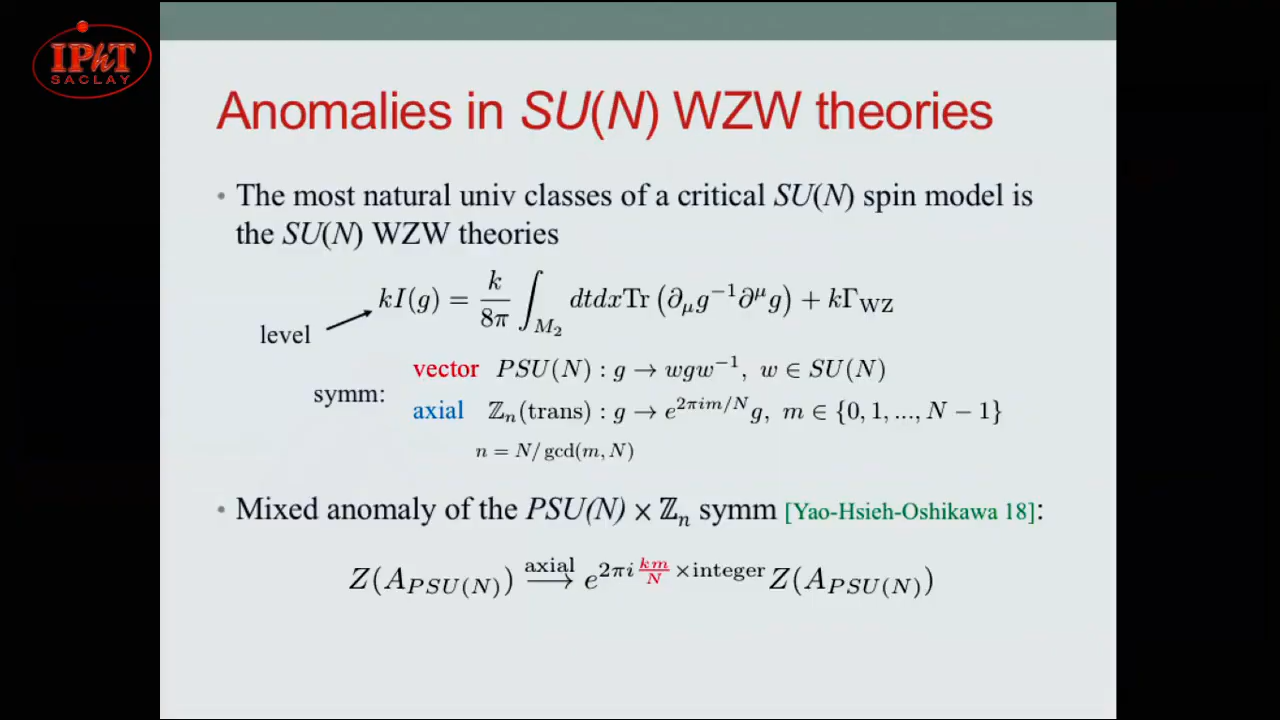 IPhT
SACLAY
Anomalies in SU(N) WZW theories
• The most natural univ classes of a critical SU(N) spin model is
the SU(N) WZW theories
kI(g) = k/8π ∫_{M₂} dtdxTr (∂_μ g⁻¹∂^μ g) + kΓ_WZ
level
vector PSU(N) : g → wgw⁻¹, w ∈ SU(N)
symm:
axial ℤ_n(trans) : g → e^{2πim/N} g, m ∈ {0, 1, ..., N − 1}
n = N/ gcd(m, N)
• Mixed anomaly of the PSU(N) × ℤ_n symm [Yao-Hsieh-Oshikawa 18]:
Z(A_{PSU(N)}) axial⟶ e^{2πi km/N ×integer} Z(A_{PSU(N)})